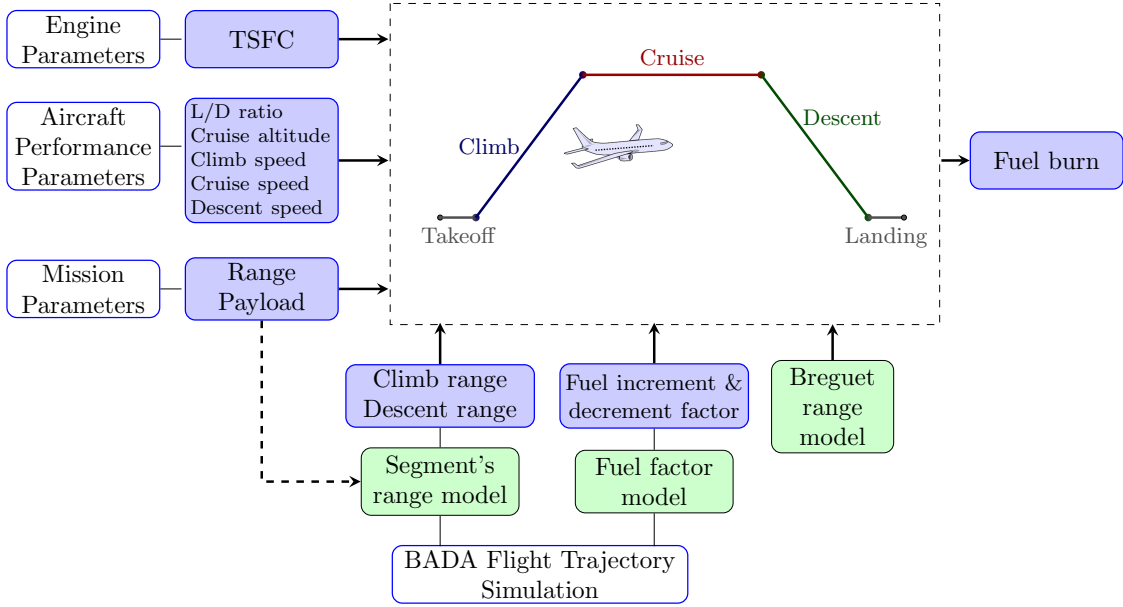 Engine
Parameters
TSFC
Aircraft
Performance
Parameters
L/D ratio
Cruise altitude
Climb speed
Cruise speed
Descent speed
Mission
Parameters
Range
Payload
Cruise
Climb
Descent
Takeoff
Landing
Fuel burn
Climb range
Descent range
Fuel increment &
decrement factor
Breguet
range
model
Segment's
range model
Fuel factor
model
BADA Flight Trajectory
Simulation